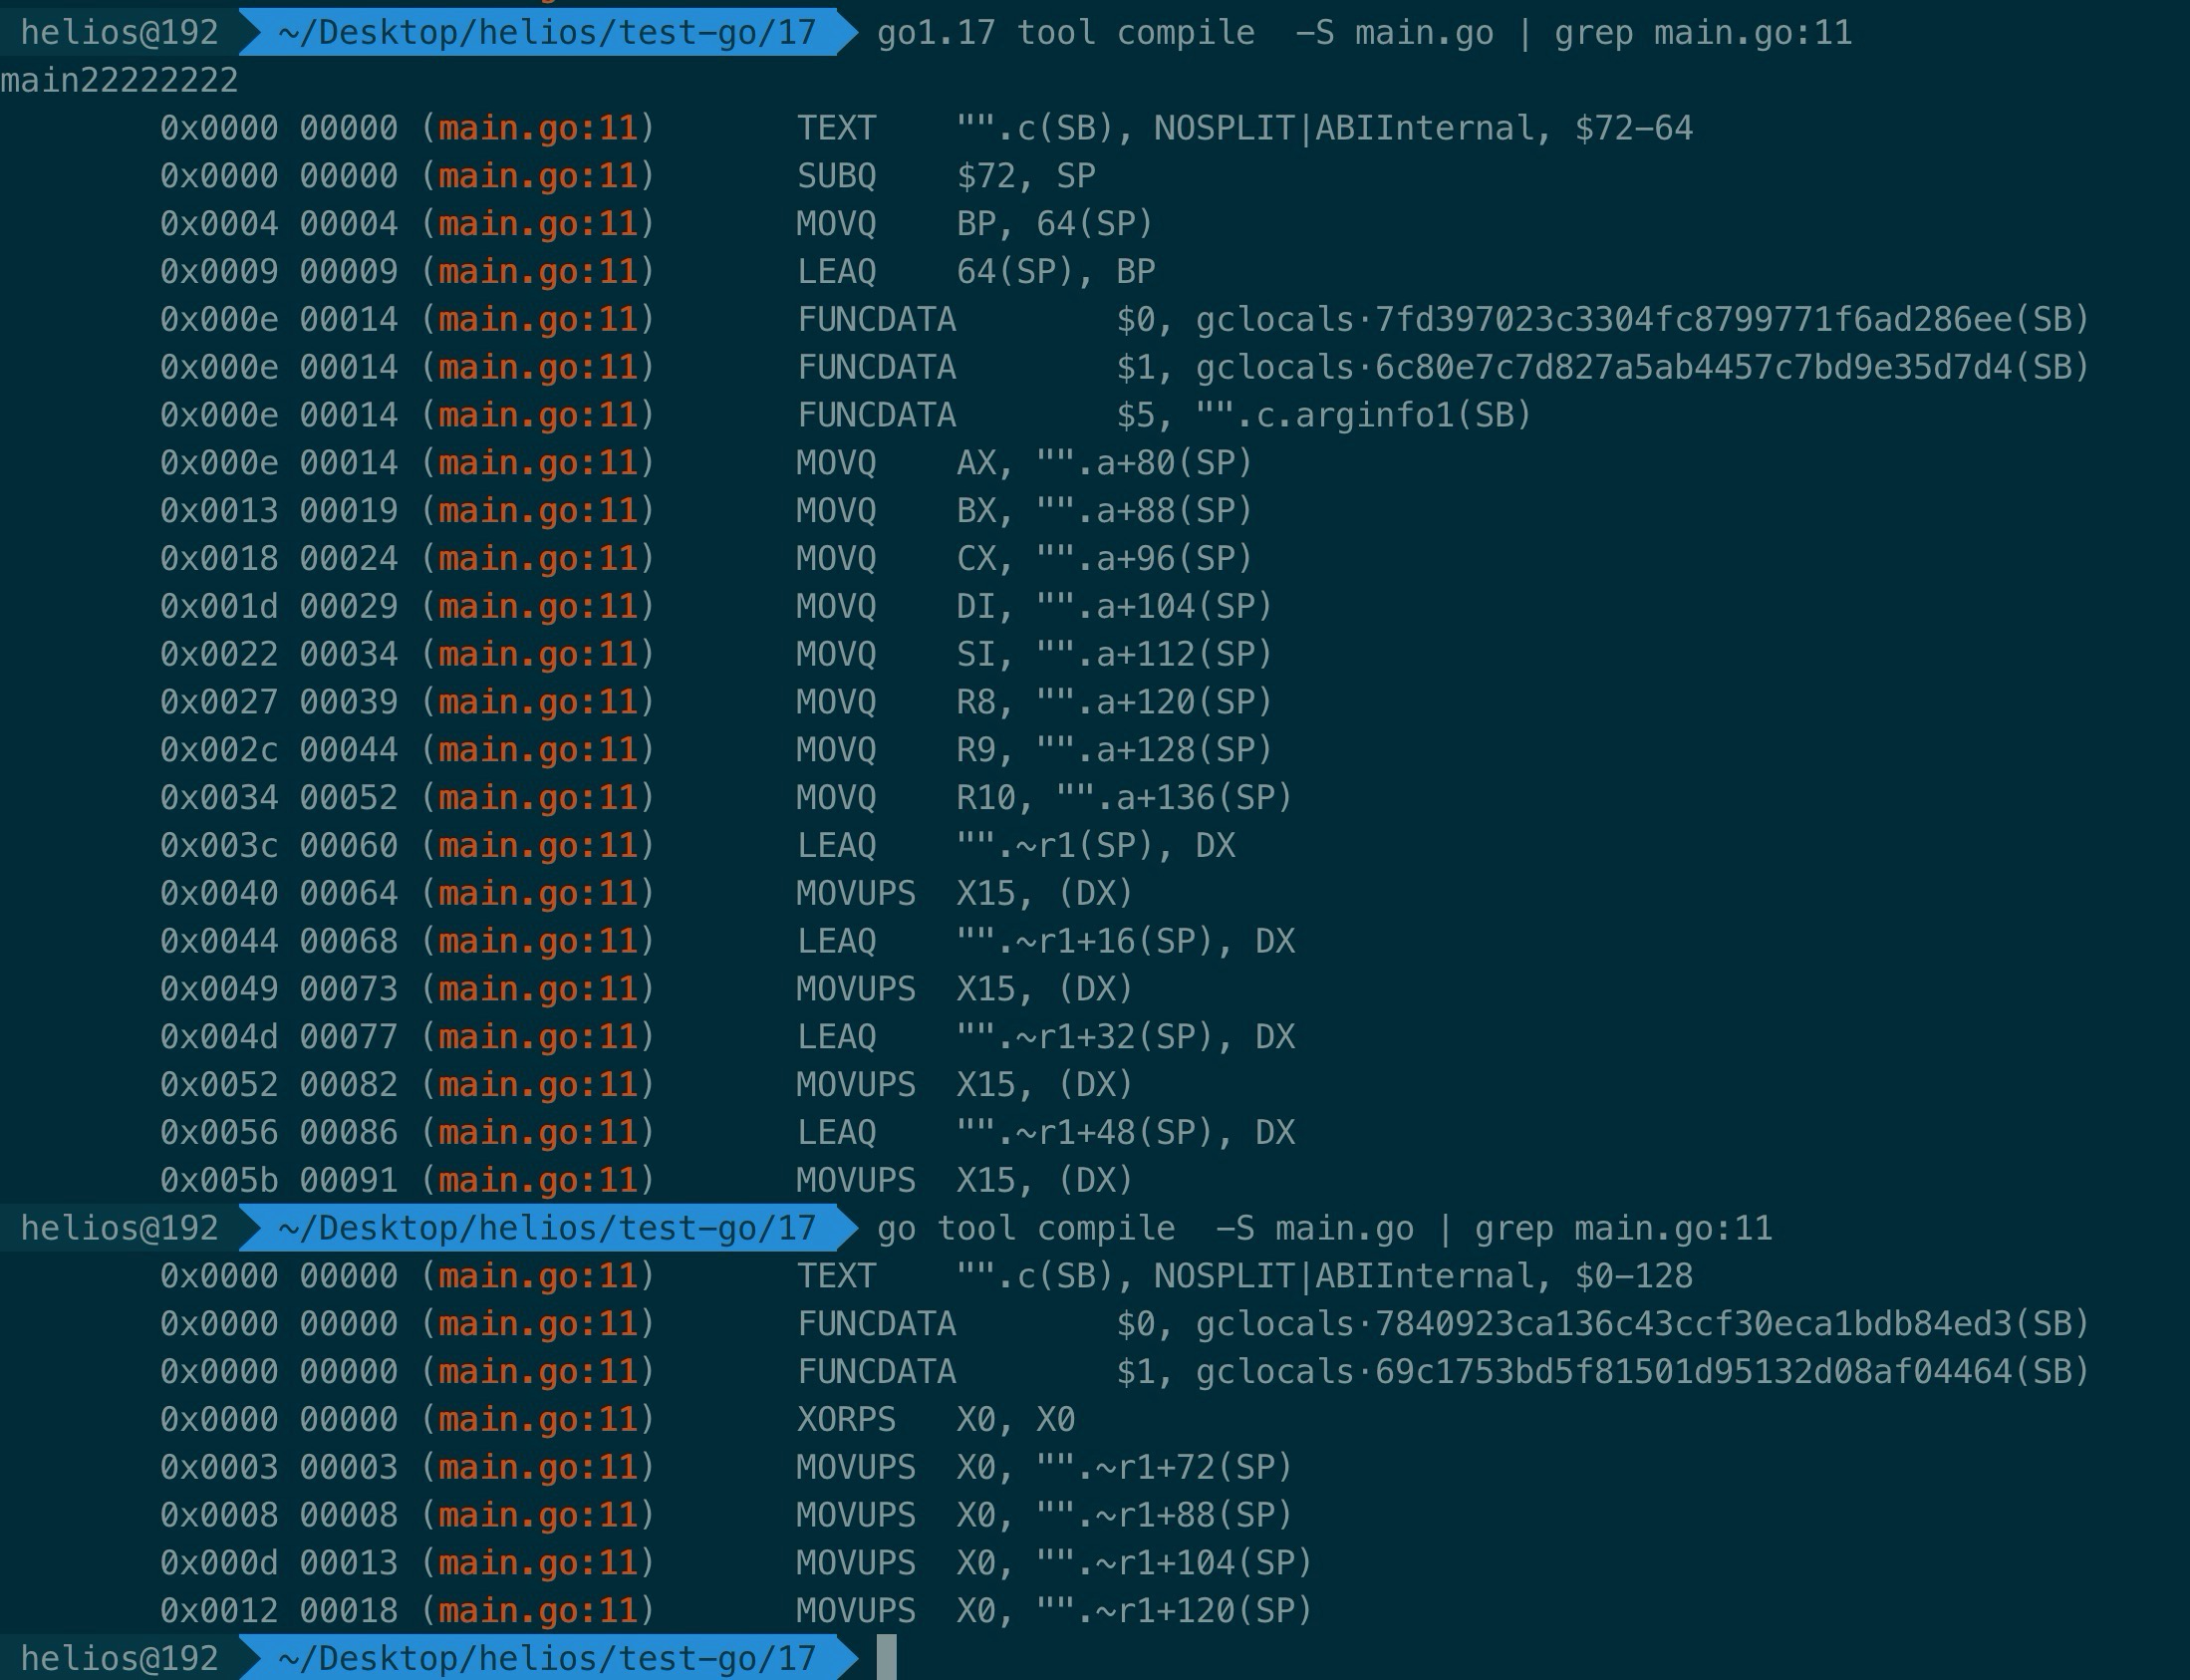 helios@192 ~/Desktop/helios/test-go/17 go1.17 tool compile  -S main.go | grep main.go:11
main22222222
0x0000 00000 (main.go:11) TEXT "".c(SB), NOSPLIT|ABIInternal, $72-64
0x0000 00000 (main.go:11) SUBQ $72, SP
0x0004 00004 (main.go:11) MOVQ BP, 64(SP)
0x0009 00009 (main.go:11) LEAQ 64(SP), BP
0x000e 00014 (main.go:11) FUNCDATA $0, gclocals·7fd397023c3304fc8799771f6ad286ee(SB)
0x000e 00014 (main.go:11) FUNCDATA $1, gclocals·6c80e7c7d827a5ab4457c7bd9e35d7d4(SB)
0x000e 00014 (main.go:11) FUNCDATA $5, "".c.arginfo1(SB)
0x000e 00014 (main.go:11) MOVQ AX, "".a+80(SP)
0x0013 00019 (main.go:11) MOVQ BX, "".a+88(SP)
0x0018 00024 (main.go:11) MOVQ CX, "".a+96(SP)
0x001d 00029 (main.go:11) MOVQ DI, "".a+104(SP)
0x0022 00034 (main.go:11) MOVQ SI, "".a+112(SP)
0x0027 00039 (main.go:11) MOVQ R8, "".a+120(SP)
0x002c 00044 (main.go:11) MOVQ R9, "".a+128(SP)
0x0034 00052 (main.go:11) MOVQ R10, "".a+136(SP)
0x003c 00060 (main.go:11) LEAQ "".~r1(SP), DX
0x0040 00064 (main.go:11) MOVUPS X15, (DX)
0x0044 00068 (main.go:11) LEAQ "".~r1+16(SP), DX
0x0049 00073 (main.go:11) MOVUPS X15, (DX)
0x004d 00077 (main.go:11) LEAQ "".~r1+32(SP), DX
0x0052 00082 (main.go:11) MOVUPS X15, (DX)
0x0056 00086 (main.go:11) LEAQ "".~r1+48(SP), DX
0x005b 00091 (main.go:11) MOVUPS X15, (DX)
helios@192 ~/Desktop/helios/test-go/17 go tool compile  -S main.go | grep main.go:11
0x0000 00000 (main.go:11) TEXT "".c(SB), NOSPLIT|ABIInternal, $0-128
0x0000 00000 (main.go:11) FUNCDATA $0, gclocals·7840923ca136c43ccf30eca1bdb84ed3(SB)
0x0000 00000 (main.go:11) FUNCDATA $1, gclocals·69c1753bd5f81501d95132d08af04464(SB)
0x0000 00000 (main.go:11) XORPS X0, X0
0x0003 00003 (main.go:11) MOVUPS X0, "".~r1+72(SP)
0x0008 00008 (main.go:11) MOVUPS X0, "".~r1+88(SP)
0x000d 00013 (main.go:11) MOVUPS X0, "".~r1+104(SP)
0x0012 00018 (main.go:11) MOVUPS X0, "".~r1+120(SP)
helios@192 ~/Desktop/helios/test-go/17